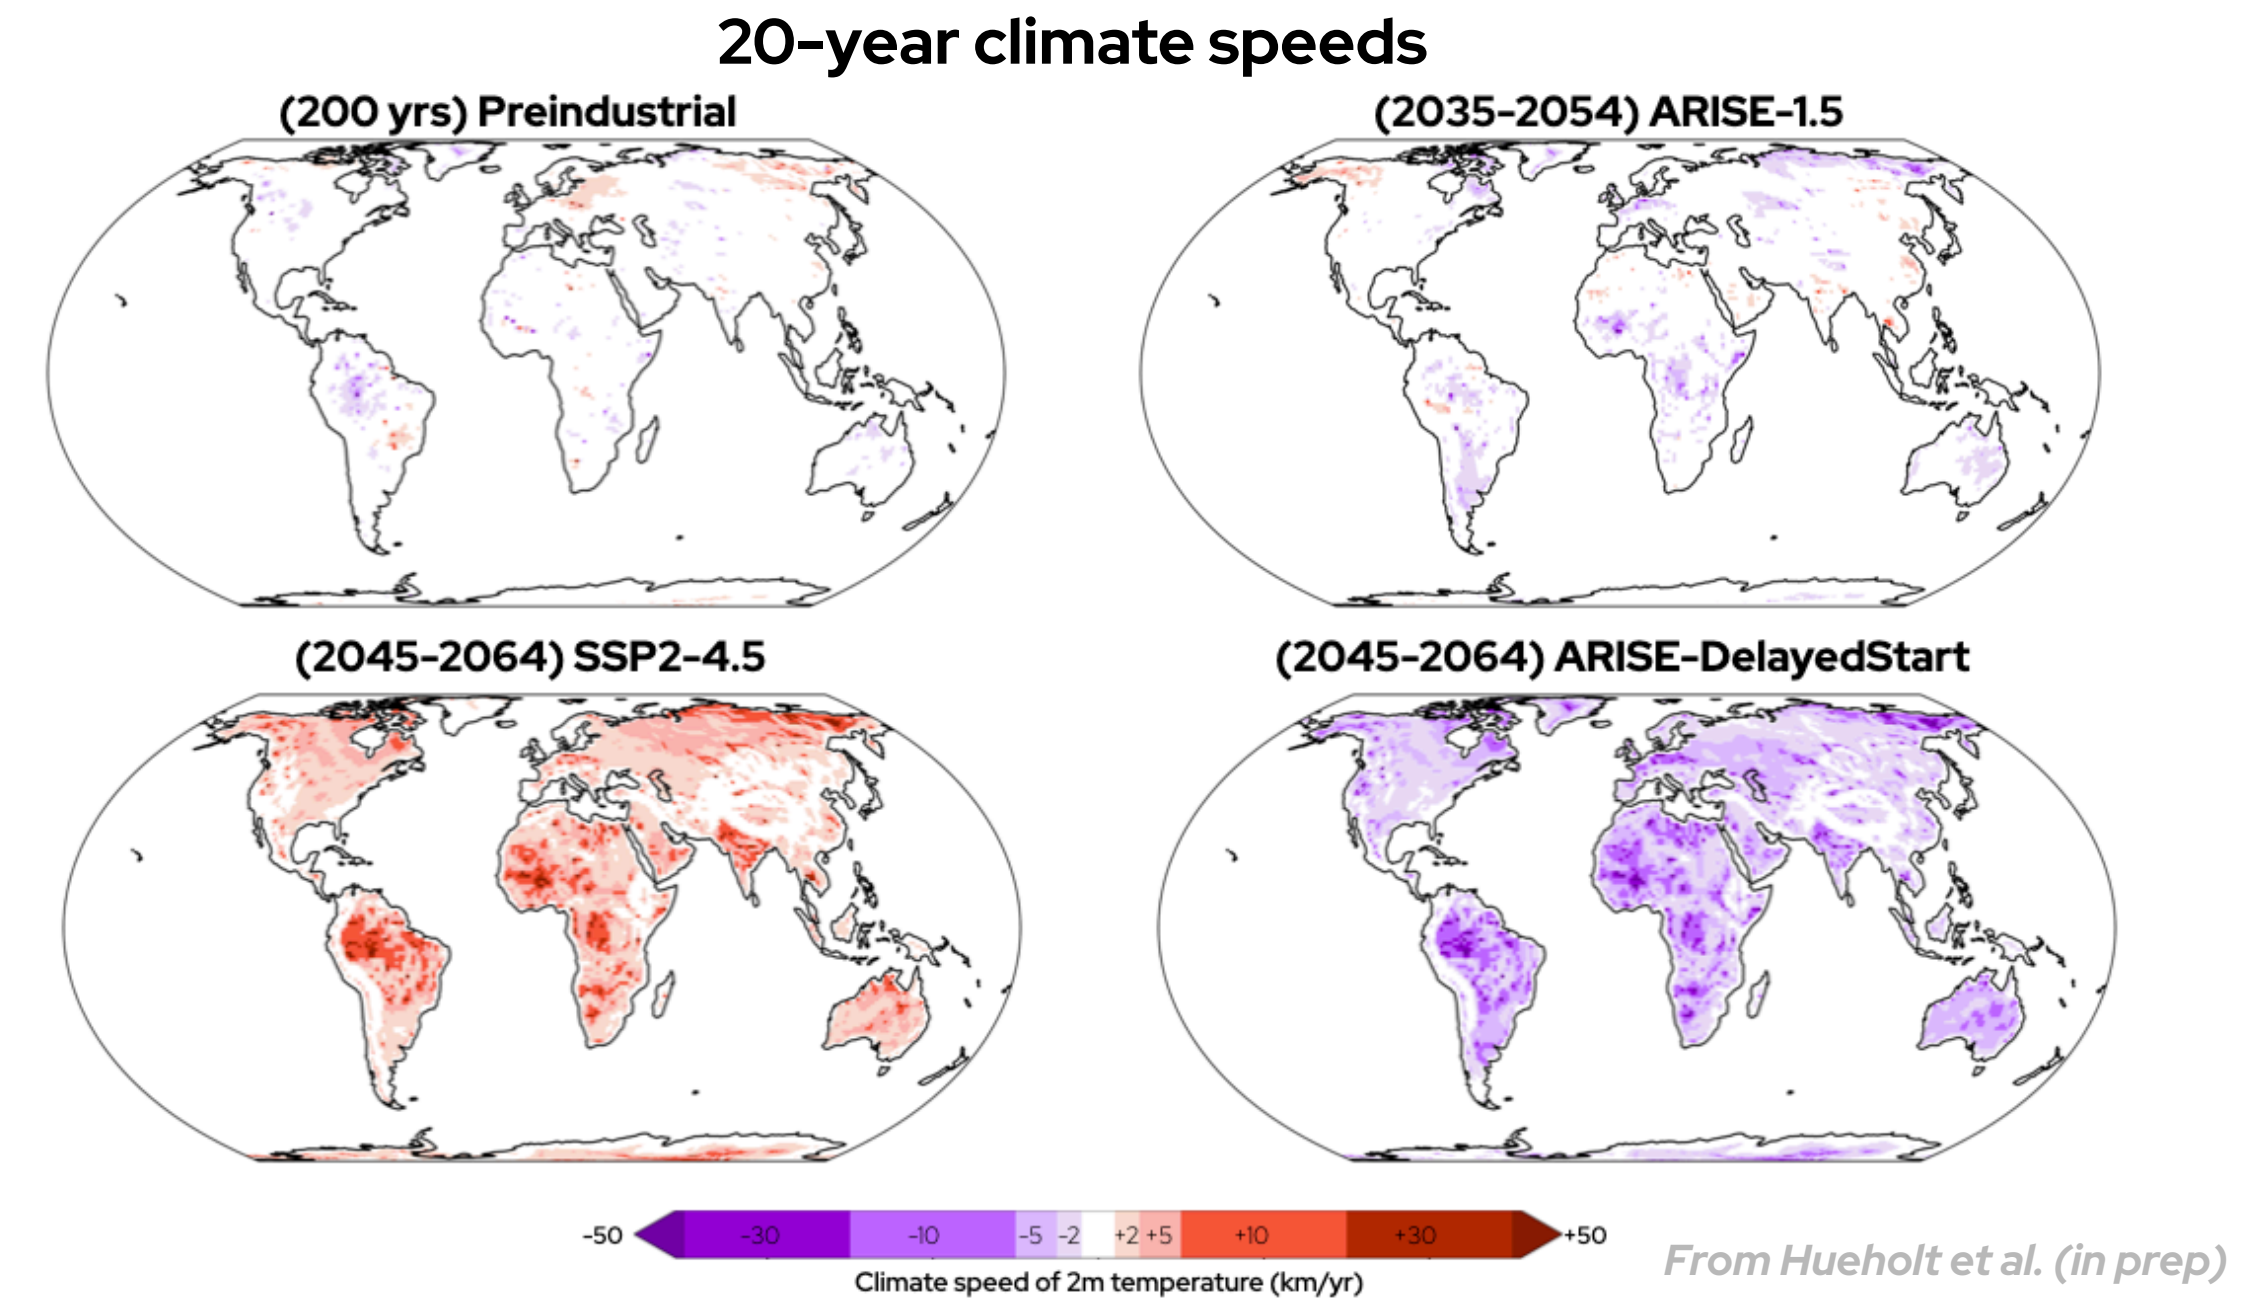 20-year climate speeds
(200 yrs) Preindustrial
(2035-2054) ARISE-1.5
(2045-2064) SSP2-4.5
(2045-2064) ARISE-DelayedStart
-50 -30 -10 -5 -2 +2 +5 +10 +30 +50
Climate speed of 2m temperature (km/yr)
From Hueholt et al. (in prep)